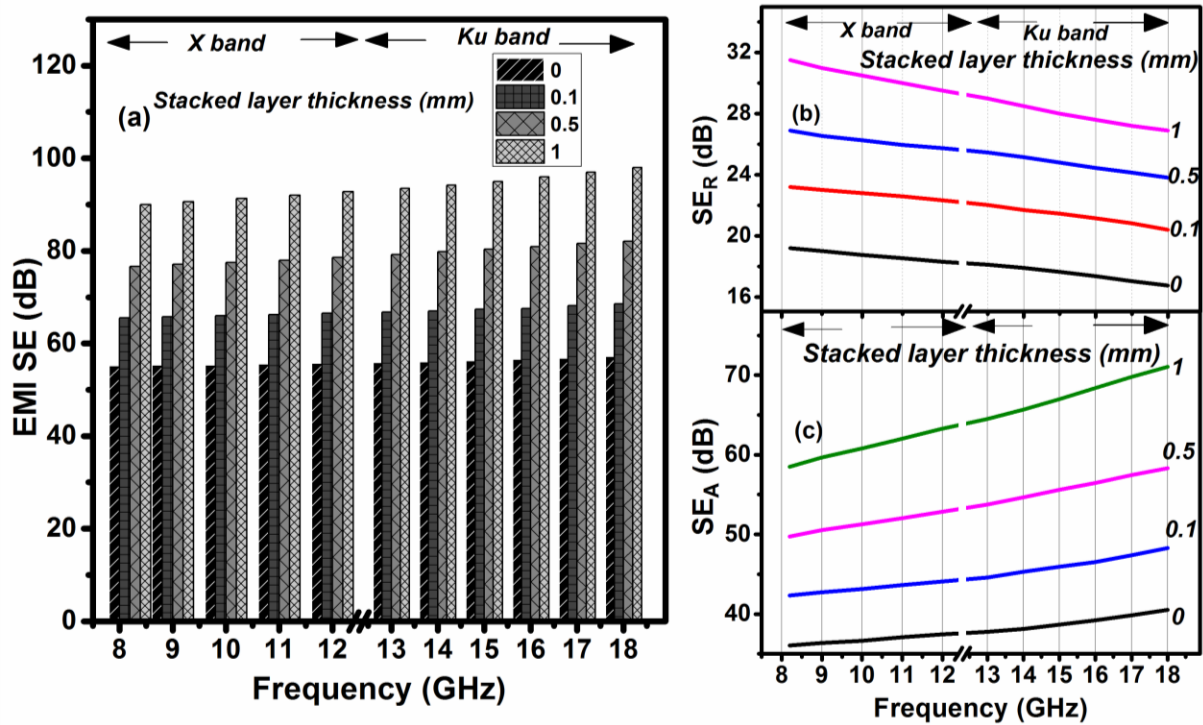 X band
Ku band
Stacked layer thickness (mm)
(a)
0
0.1
0.5
1
EMI SE (dB)
120
100
80
60
40
20
0
8 9 10 11 12 13 14 15 16 17 18
Frequency (GHz)
X band
Ku band
Stacked layer thickness (mm)
(b)
SE_R (dB)
32
28
24
20
16
1
0.5
0.1
0
Stacked layer thickness (mm)
(c)
SE_A (dB)
70
60
50
40
1
0.5
0.1
0
8 9 10 11 12 13 14 15 16 17 18
Frequency (GHz)